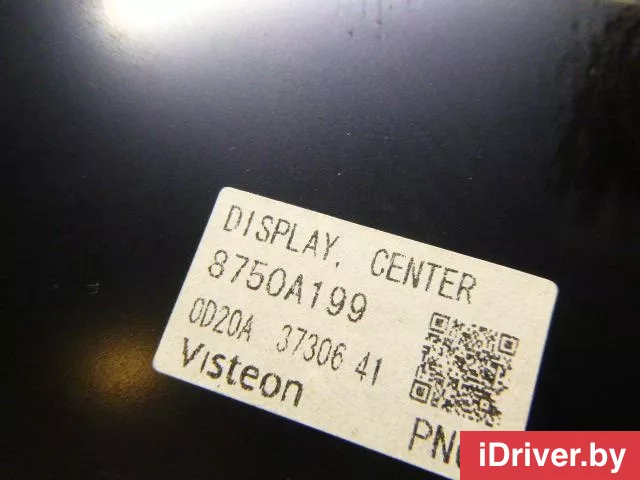 DISPLAY, CENTER
8750A199
0D20A 37306 41
Visteon
iDriver.by